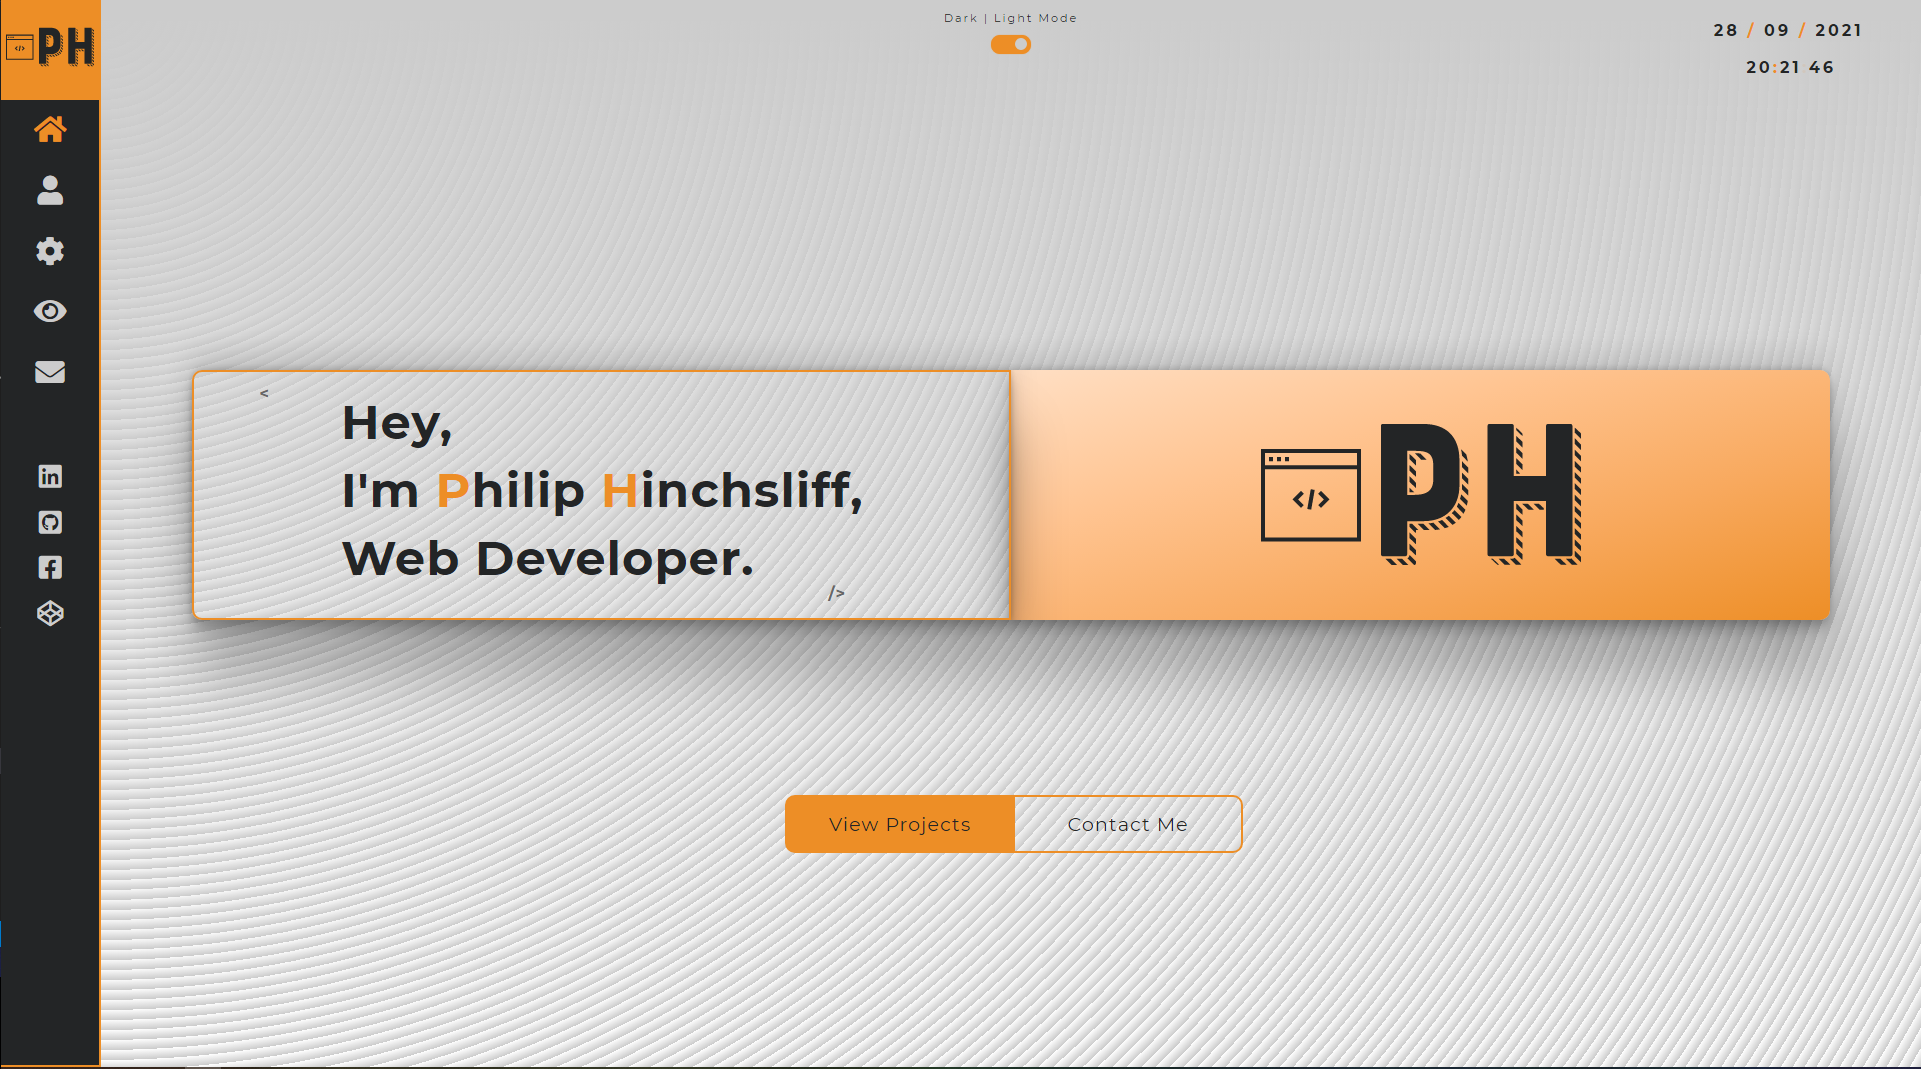 PH
Dark | Light Mode
28 / 09 / 2021
20:21 46
<
Hey,
I'm Philip Hinchsliff,
Web Developer.
/>
</>
PH
View Projects
Contact Me